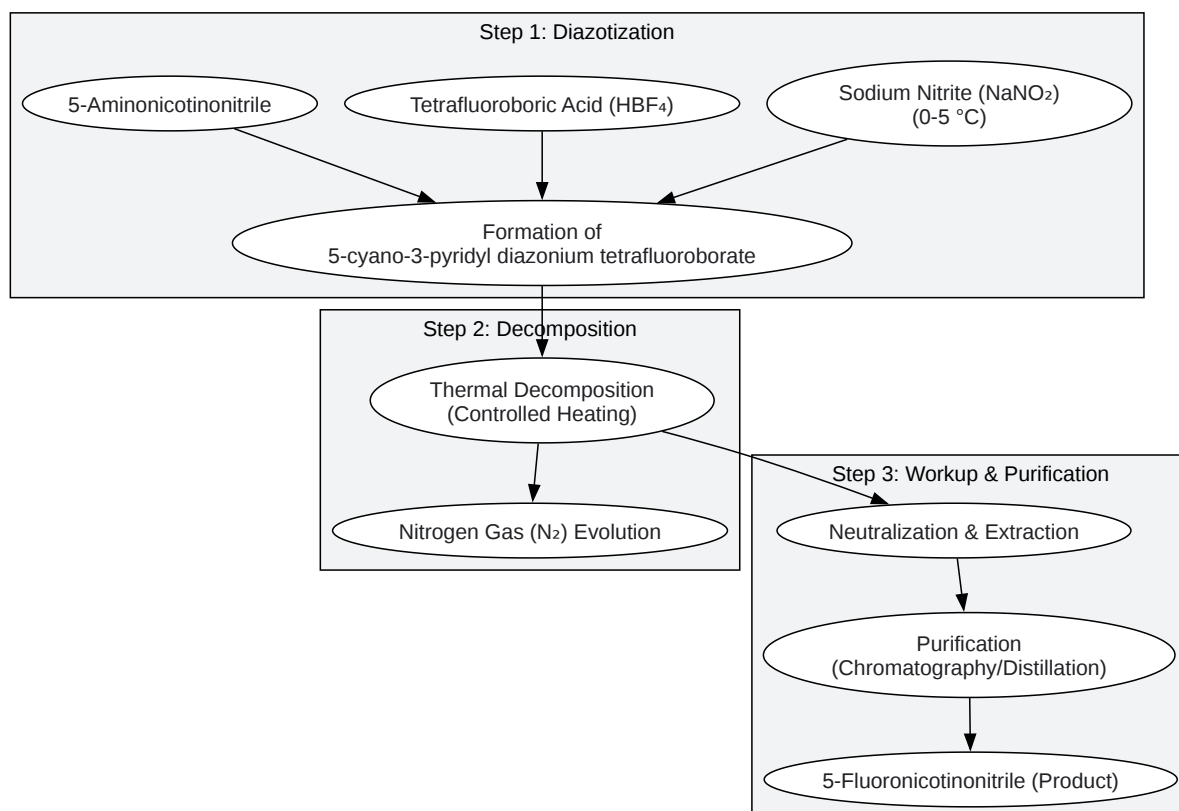 Step 1: Diazotization
5-Aminonicotinonitrile
Tetrafluoroboric Acid (HBF₄)
Sodium Nitrite (NaNO₂)
(0-5 °C)
Formation of
5-cyano-3-pyridyl diazonium tetrafluoroborate
Step 2: Decomposition
Thermal Decomposition
(Controlled Heating)
Nitrogen Gas (N₂) Evolution
Step 3: Workup & Purification
Neutralization & Extraction
Purification
(Chromatography/Distillation)
5-Fluoronicotinonitrile (Product)